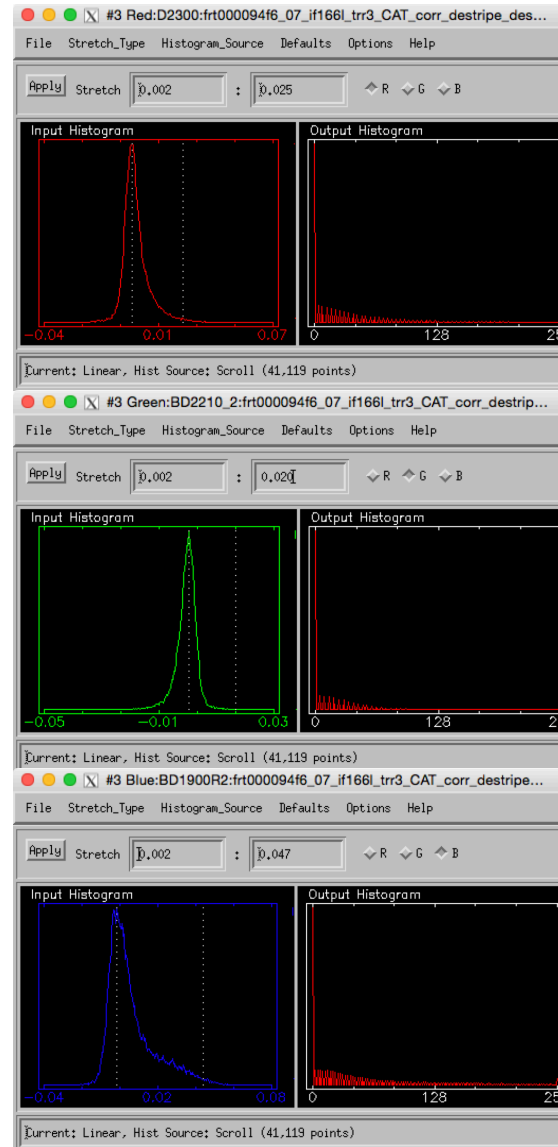 #3 Red:D2300:frt000094f6_07_if166l_trr3_CAT_corr_destripe_des...
File Stretch_Type Histogram_Source Defaults Options Help
Apply Stretch 0.002 : 0.025 R G B
Input Histogram Output Histogram
-0.04 0.01 0.07 0 128 25
Current: Linear, Hist Source: Scroll (41,119 points)
#3 Green:BD2210_2:frt000094f6_07_if166l_trr3_CAT_corr_destrip...
File Stretch_Type Histogram_Source Defaults Options Help
Apply Stretch 0.002 : 0.020 R G B
Input Histogram Output Histogram
-0.05 -0.01 0.03 0 128 25
Current: Linear, Hist Source: Scroll (41,119 points)
#3 Blue:BD1900R2:frt000094f6_07_if166l_trr3_CAT_corr_destripe...
File Stretch_Type Histogram_Source Defaults Options Help
Apply Stretch 0.002 : 0.047 R G B
Input Histogram Output Histogram
-0.04 0.02 0.08 0 128 25
Current: Linear, Hist Source: Scroll (41,119 points)